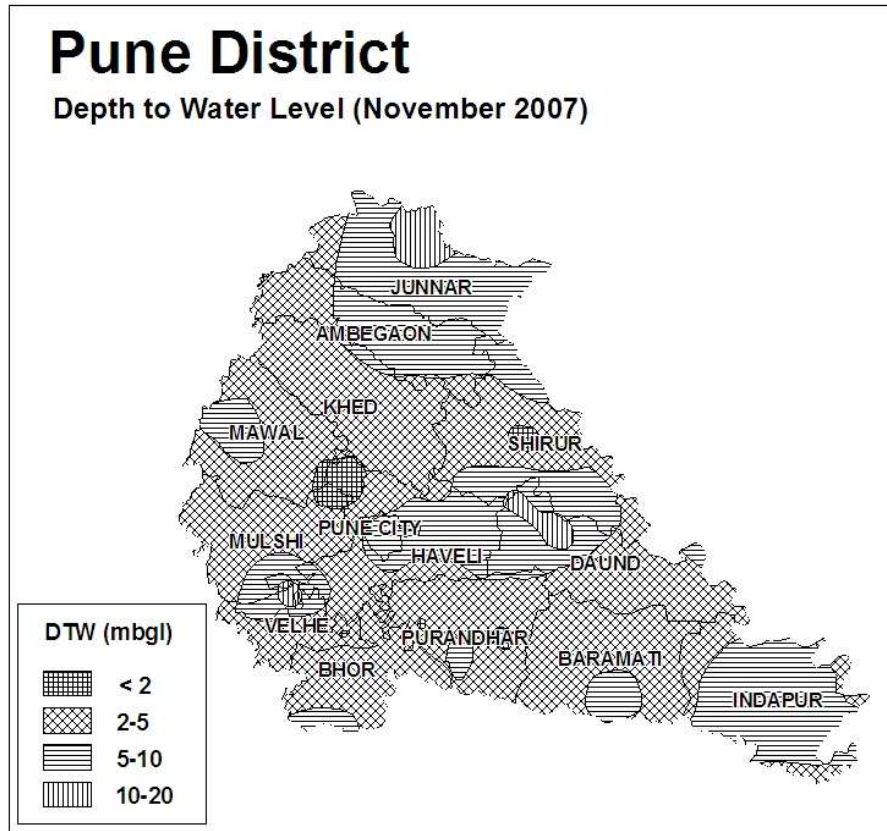 Pune District
Depth to Water Level (November 2007)
JUNNAR
AMBEGAON
KHED
MAWAL
SHIRUR
PUNE CITY
MULSHI
HAVELI
DAUND
VELHE
PURANDHAR
BARAMATI
BHOR
INDAPUR
DTW (mbgl)
< 2
2-5
5-10
10-20